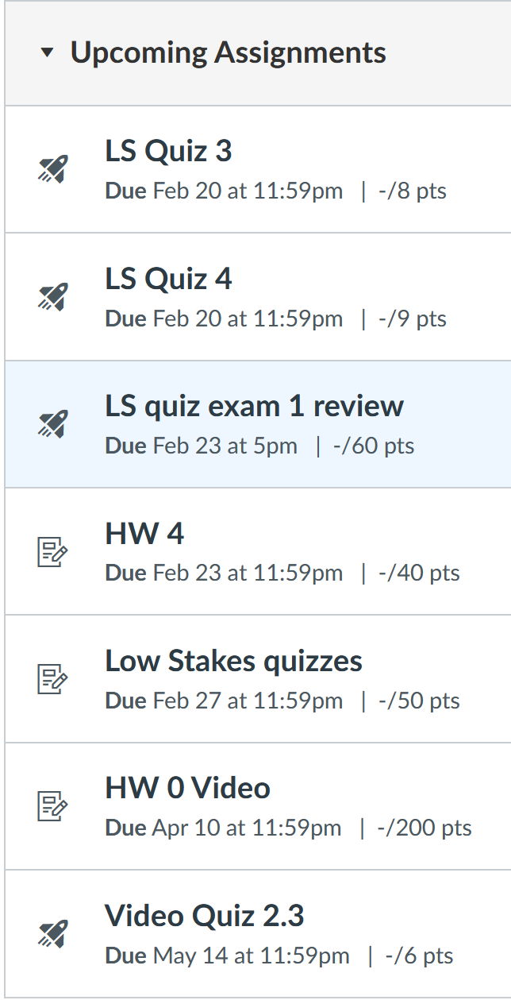 Upcoming Assignments
LS Quiz 3
Due Feb 20 at 11:59pm | -/8 pts
LS Quiz 4
Due Feb 20 at 11:59pm | -/9 pts
LS quiz exam 1 review
Due Feb 23 at 5pm | -/60 pts
HW 4
Due Feb 23 at 11:59pm | -/40 pts
Low Stakes quizzes
Due Feb 27 at 11:59pm | -/50 pts
HW 0 Video
Due Apr 10 at 11:59pm | -/200 pts
Video Quiz 2.3
Due May 14 at 11:59pm | -/6 pts